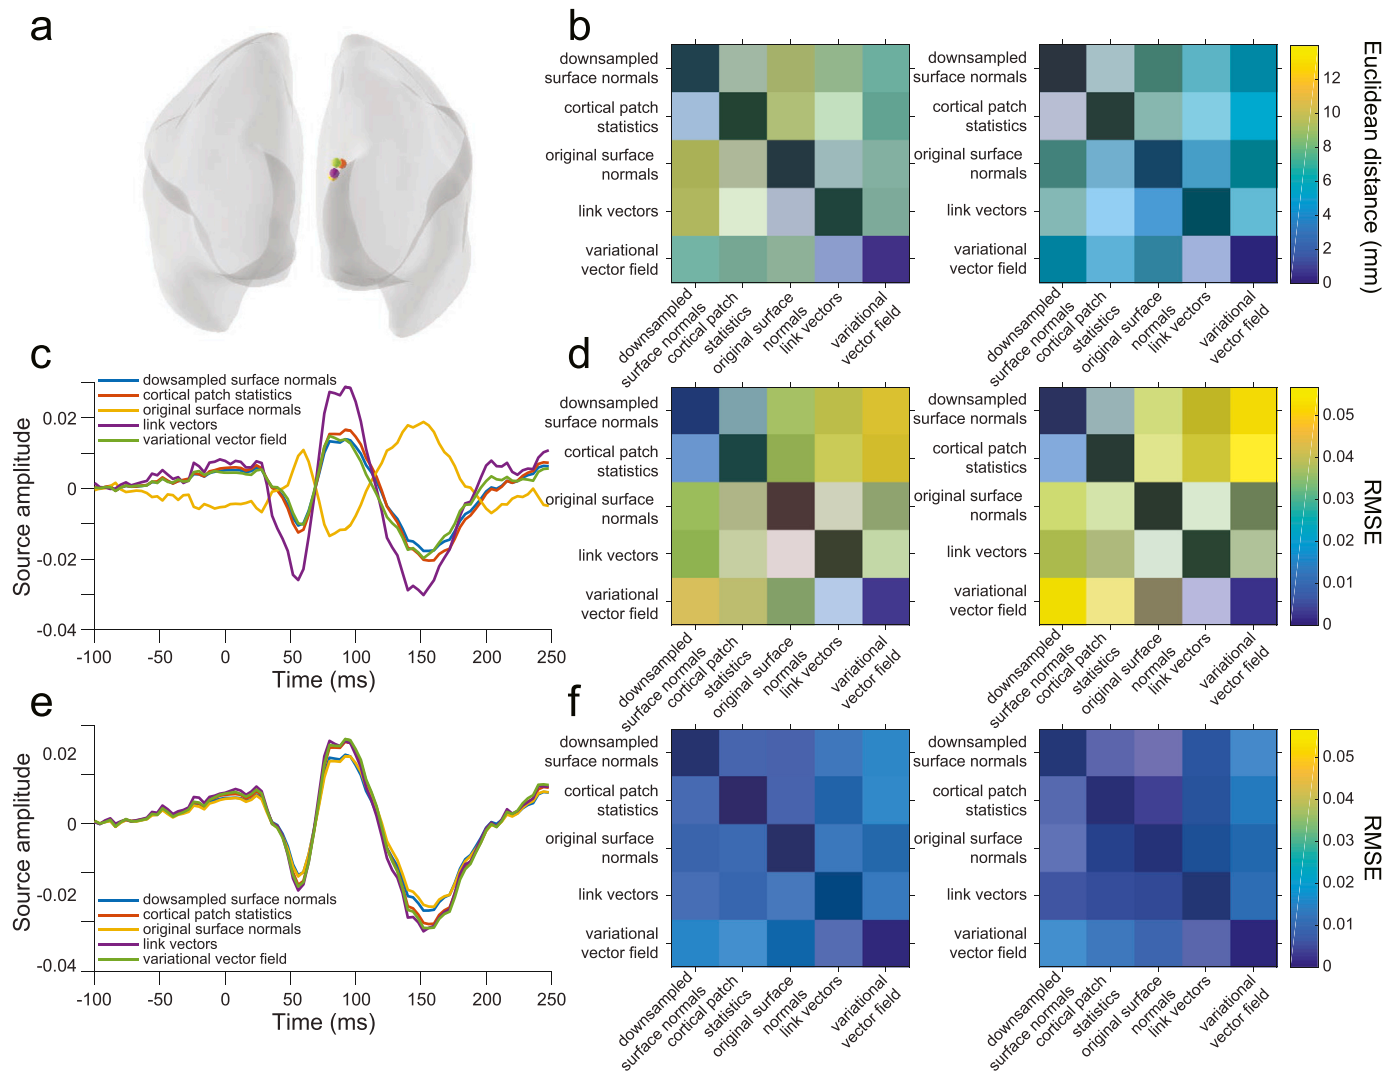 a
b
downsampled
surface normals
cortical patch
statistics
original surface
normals
link vectors
variational
vector field
downsampled
surface normals
cortical patch
statistics
original surface
normals
link vectors
variational
vector field
downsampled
surface normals
cortical patch
statistics
original surface
normals
link vectors
variational
vector field
downsampled
surface normals
cortical patch
statistics
original surface
normals
link vectors
variational
vector field
12
10
8
6
4
2
0
Euclidean distance (mm)
c
dowsampled surface normals
cortical patch statistics
original surface normals
link vectors
variational vector field
0.02
0
-0.02
-0.04
Source amplitude
-100 -50 0 50 100 150 200 250
Time (ms)
d
downsampled
surface normals
cortical patch
statistics
original surface
normals
link vectors
variational
vector field
downsampled
surface normals
cortical patch
statistics
original surface
normals
link vectors
variational
vector field
downsampled
surface normals
cortical patch
statistics
original surface
normals
link vectors
variational
vector field
downsampled
surface normals
cortical patch
statistics
original surface
normals
link vectors
variational
vector field
0.05
0.04
0.03
0.02
0.01
0
RMSE
e
0.02
0
-0.02
-0.04
Source amplitude
dowsampled surface normals
cortical patch statistics
original surface normals
link vectors
variational vector field
-100 -50 0 50 100 150 200 250
Time (ms)
f
downsampled
surface normals
cortical patch
statistics
original surface
normals
link vectors
variational
vector field
downsampled
surface normals
cortical patch
statistics
original surface
normals
link vectors
variational
vector field
downsampled
surface normals
cortical patch
statistics
original surface
normals
link vectors
variational
vector field
downsampled
surface normals
cortical patch
statistics
original surface
normals
link vectors
variational
vector field
0.05
0.04
0.03
0.02
0.01
0
RMSE